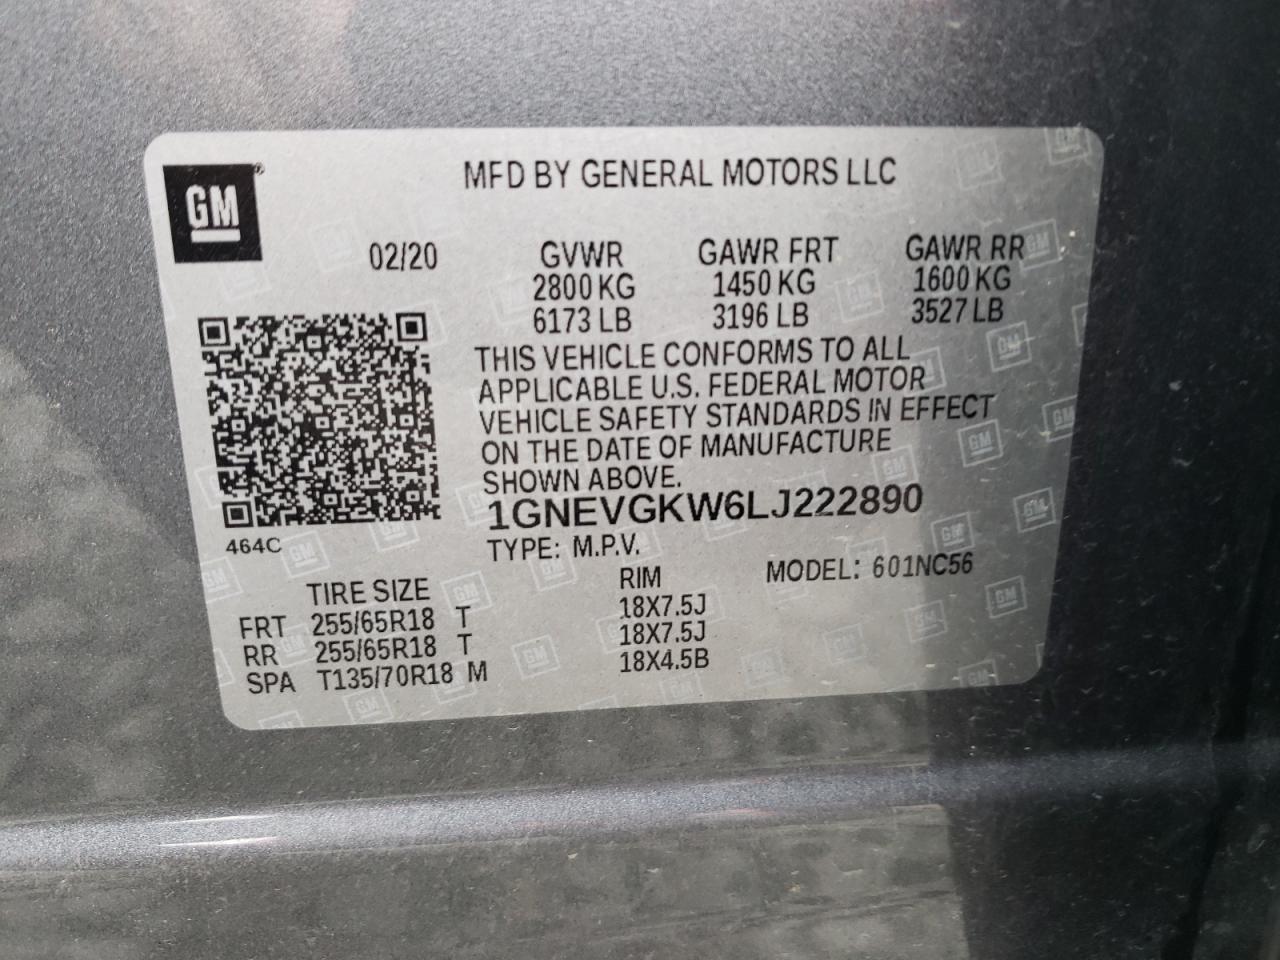 GM
MFD BY GENERAL MOTORS LLC
02/20
GVWR GAWR FRT GAWR RR
2800 KG 1450 KG 1600 KG
6173 LB 3196 LB 3527 LB
THIS VEHICLE CONFORMS TO ALL
APPLICABLE U.S. FEDERAL MOTOR
VEHICLE SAFETY STANDARDS IN EFFECT
ON THE DATE OF MANUFACTURE
SHOWN ABOVE.
1GNEVGKW6LJ222890
464C
TYPE: M.P.V. MODEL: 601NC56
TIRE SIZE RIM
FRT 255/65R18 T 18X7.5J
RR 255/65R18 T 18X7.5J
SPA T135/70R18 M 18X4.5B